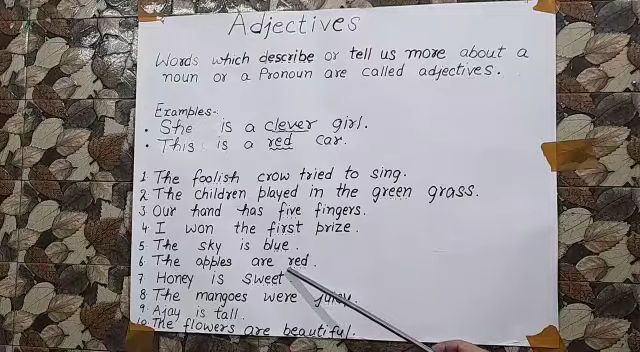 Adjectives
Words which describe or tell us more about a
noun or a Pronoun are called adjectives.
Examples:-
• She is a clever girl.
• This is a red car.
1 The foolish crow tried to sing.
2 The children played in the green grass.
3 Our hand has five fingers.
4 I won the first prize.
5 The sky is blue.
6 The apples are red.
7 Honey is sweet
8 The mangoes were juicy.
9 Ajay is tall.
10 The flowers are beautiful.